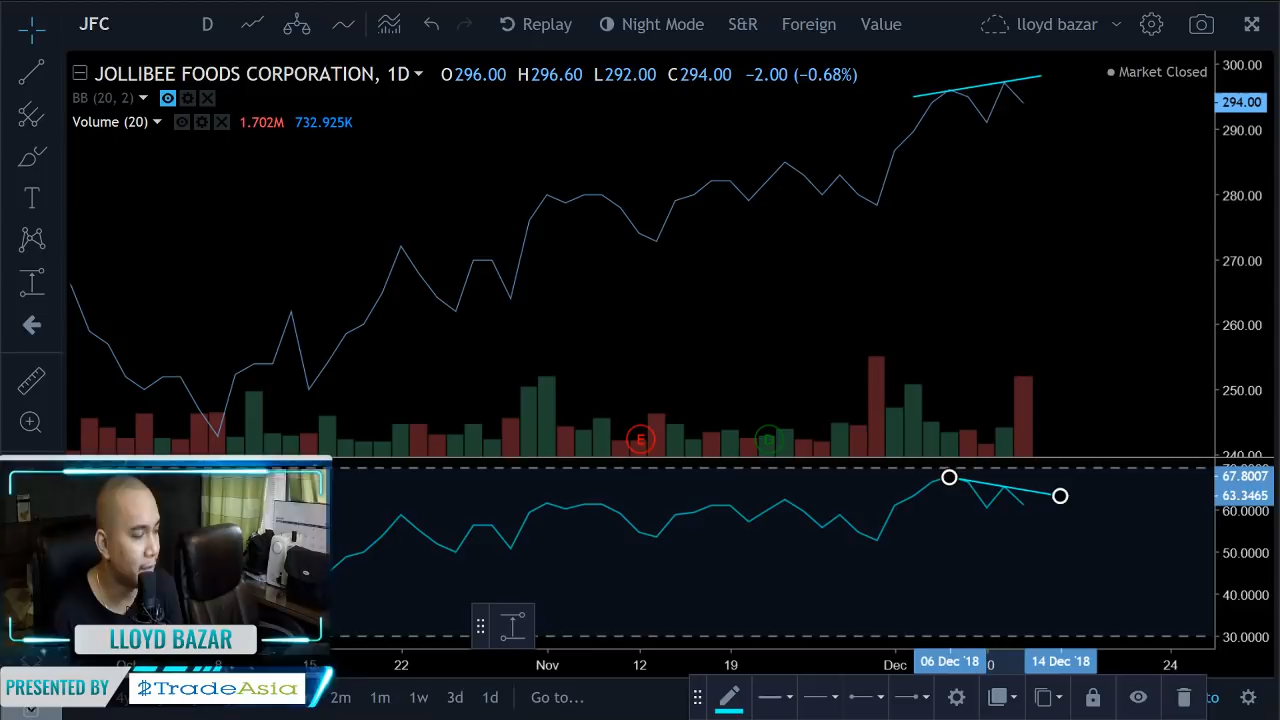 JFC D Replay Night Mode S&R Foreign Value lloyd bazar
JOLLIBEE FOODS CORPORATION, 1D O296.00 H296.60 L292.00 C294.00 −2.00 (−0.68%)
Market Closed
BB (20, 2)
Volume (20) 1.702M 732.925K
300.00
294.00
290.00
280.00
270.00
260.00
250.00
240.00
E
67.8007
63.3465
60.0000
50.0000
40.0000
30.0000
LLOYD BAZAR
15 22 Nov 12 19 Dec 06 Dec '18 14 Dec '18 24
PRESENTED BY TradeAsia
2m 1m 1w 3d 1d Go to...